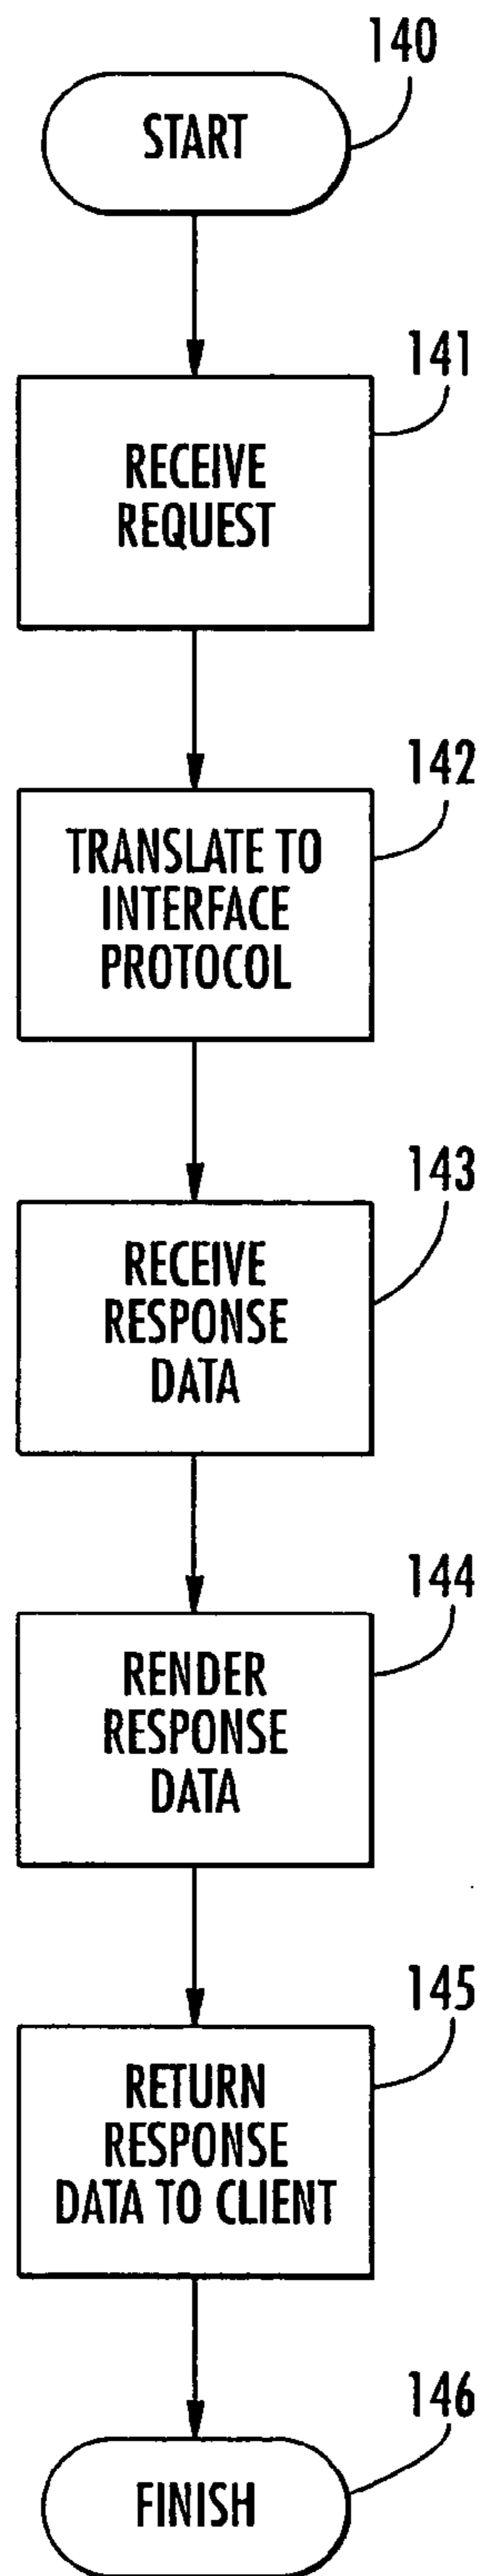 140
START
141
RECEIVE
REQUEST
142
TRANSLATE TO
INTERFACE
PROTOCOL
143
RECEIVE
RESPONSE
DATA
144
RENDER
RESPONSE
DATA
145
RETURN
RESPONSE
DATA TO CLIENT
146
FINISH